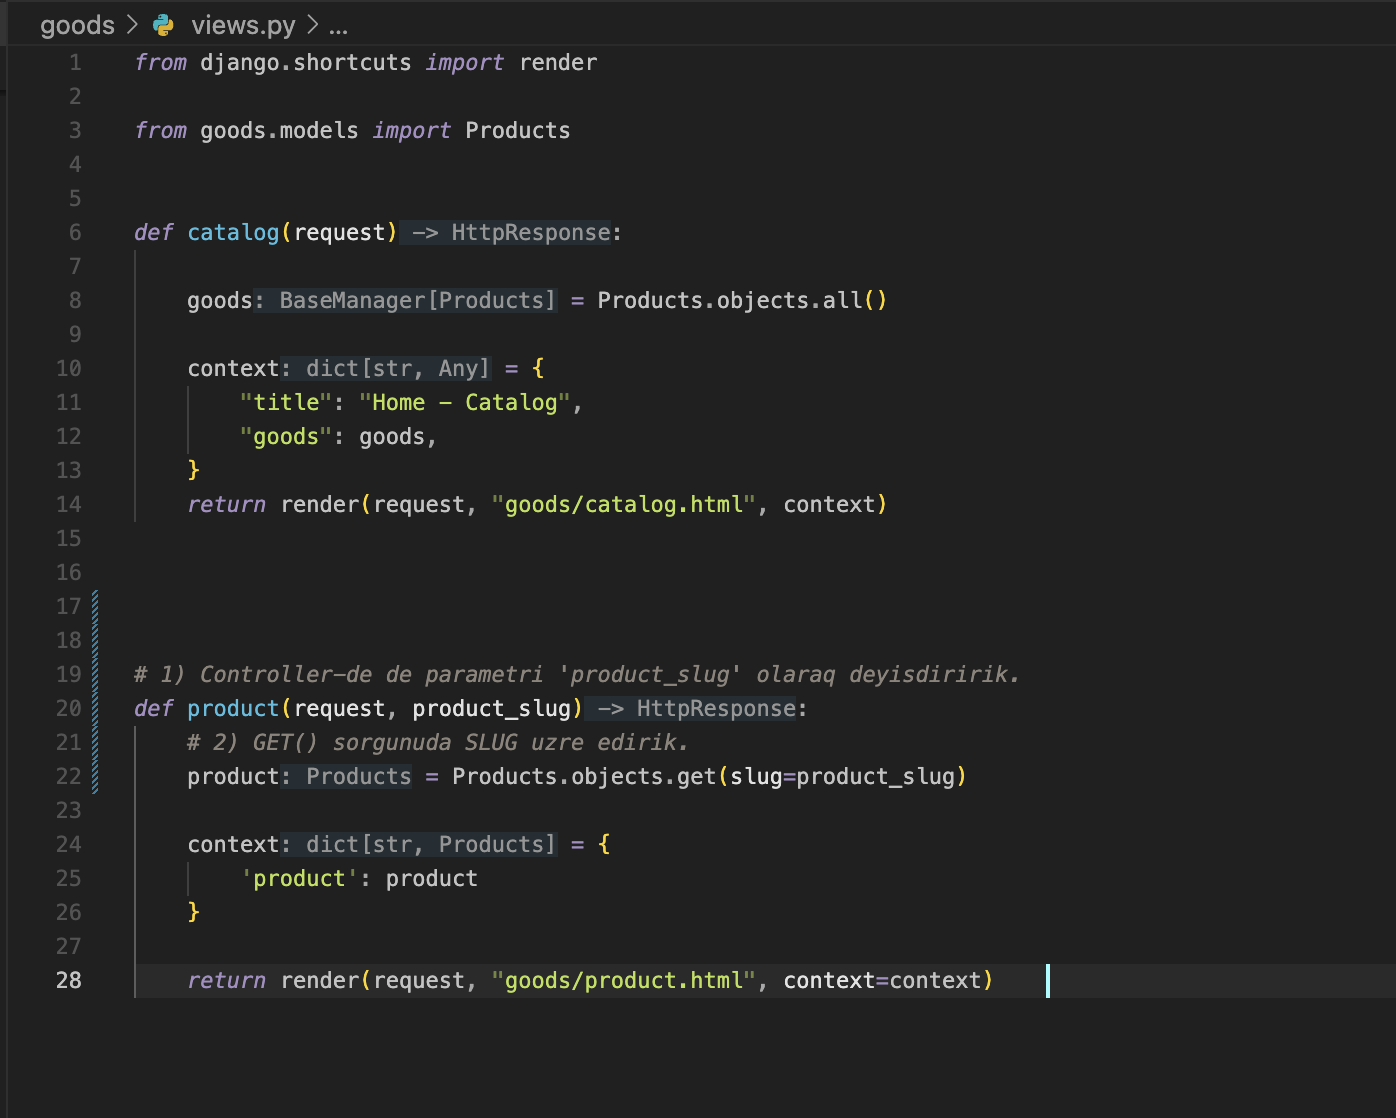 goods > views.py > ...
1 from django.shortcuts import render
2
3 from goods.models import Products
4
5
6 def catalog(request) -> HttpResponse:
7
8     goods: BaseManager[Products] = Products.objects.all()
9
10     context: dict[str, Any] = {
11         "title": "Home - Catalog",
12         "goods": goods,
13     }
14     return render(request, "goods/catalog.html", context)
15
16
17
18
19 # 1) Controller-de de parametri 'product_slug' olaraq deyisdiririk.
20 def product(request, product_slug) -> HttpResponse:
21     # 2) GET() sorgunuda SLUG uzre edirik.
22     product: Products = Products.objects.get(slug=product_slug)
23
24     context: dict[str, Products] = {
25         'product': product
26     }
27
28     return render(request, "goods/product.html", context=context)